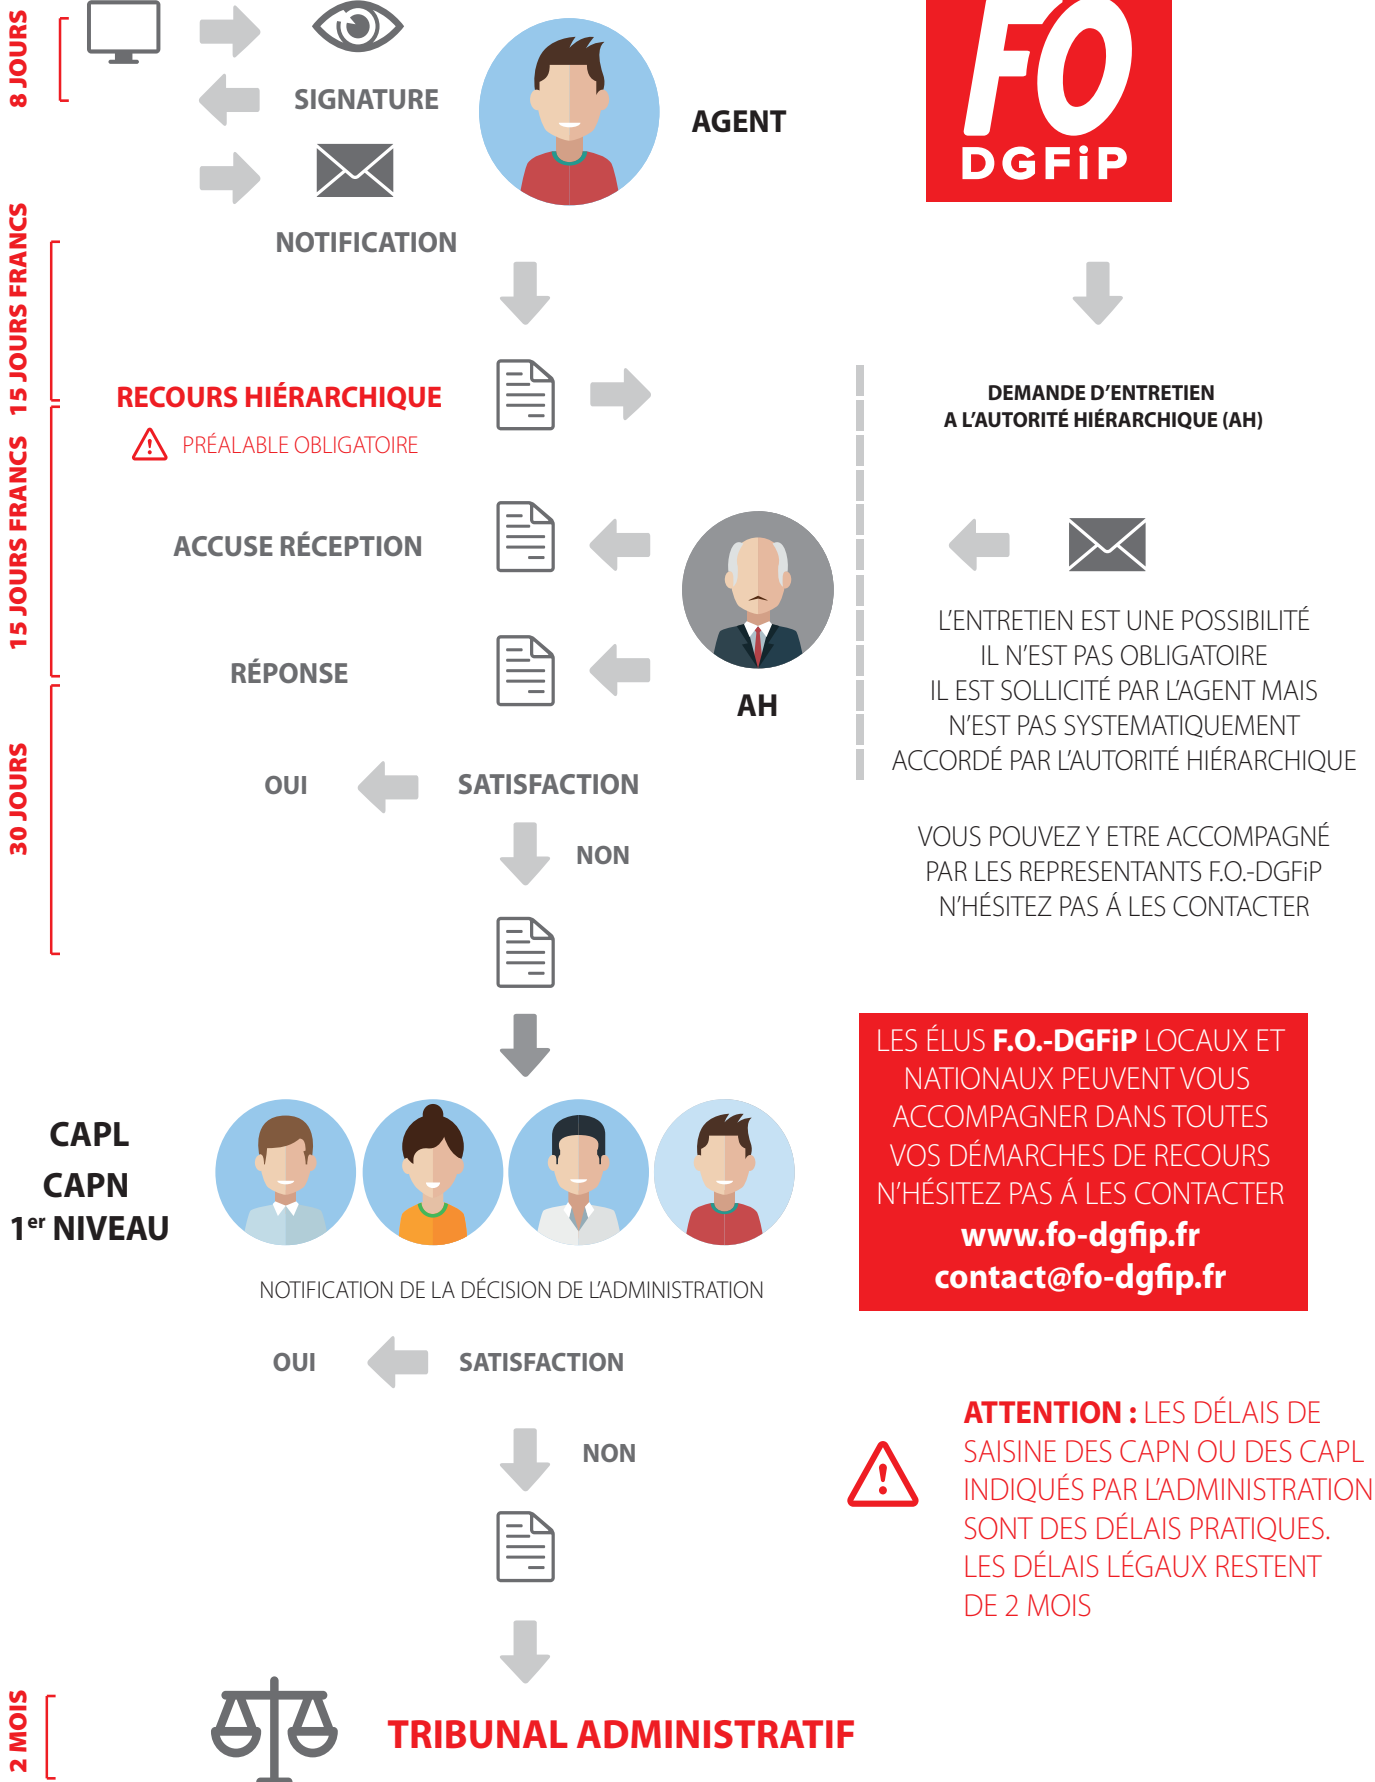 8 JOURS
SIGNATURE
AGENT
FO
DGFiP
NOTIFICATION
15 JOURS FRANCS
RECOURS HIÉRARCHIQUE
PRÉALABLE OBLIGATOIRE
DEMANDE D'ENTRETIEN
A L'AUTORITÉ HIÉRARCHIQUE (AH)
15 JOURS FRANCS
ACCUSE RÉCEPTION
RÉPONSE
AH
L'ENTRETIEN EST UNE POSSIBILITÉ
IL N'EST PAS OBLIGATOIRE
IL EST SOLLICITÉ PAR L'AGENT MAIS
N'EST PAS SYSTEMATIQUEMENT
ACCORDÉ PAR L'AUTORITÉ HIÉRARCHIQUE
30 JOURS
OUI
SATISFACTION
NON
VOUS POUVEZ Y ETRE ACCOMPAGNÉ
PAR LES REPRESENTANTS F.O.-DGFiP
N'HÉSITEZ PAS Á LES CONTACTER
LES ÉLUS F.O.-DGFiP LOCAUX ET
NATIONAUX PEUVENT VOUS
ACCOMPAGNER DANS TOUTES
VOS DÉMARCHES DE RECOURS
N'HÉSITEZ PAS Á LES CONTACTER
www.fo-dgfip.fr
contact@fo-dgfip.fr
CAPL
CAPN
1er NIVEAU
NOTIFICATION DE LA DÉCISION DE L'ADMINISTRATION
OUI
SATISFACTION
NON
ATTENTION : LES DÉLAIS DE
SAISINE DES CAPN OU DES CAPL
INDIQUÉS PAR L'ADMINISTRATION
SONT DES DÉLAIS PRATIQUES.
LES DÉLAIS LÉGAUX RESTENT
DE 2 MOIS
2 MOIS
TRIBUNAL ADMINISTRATIF